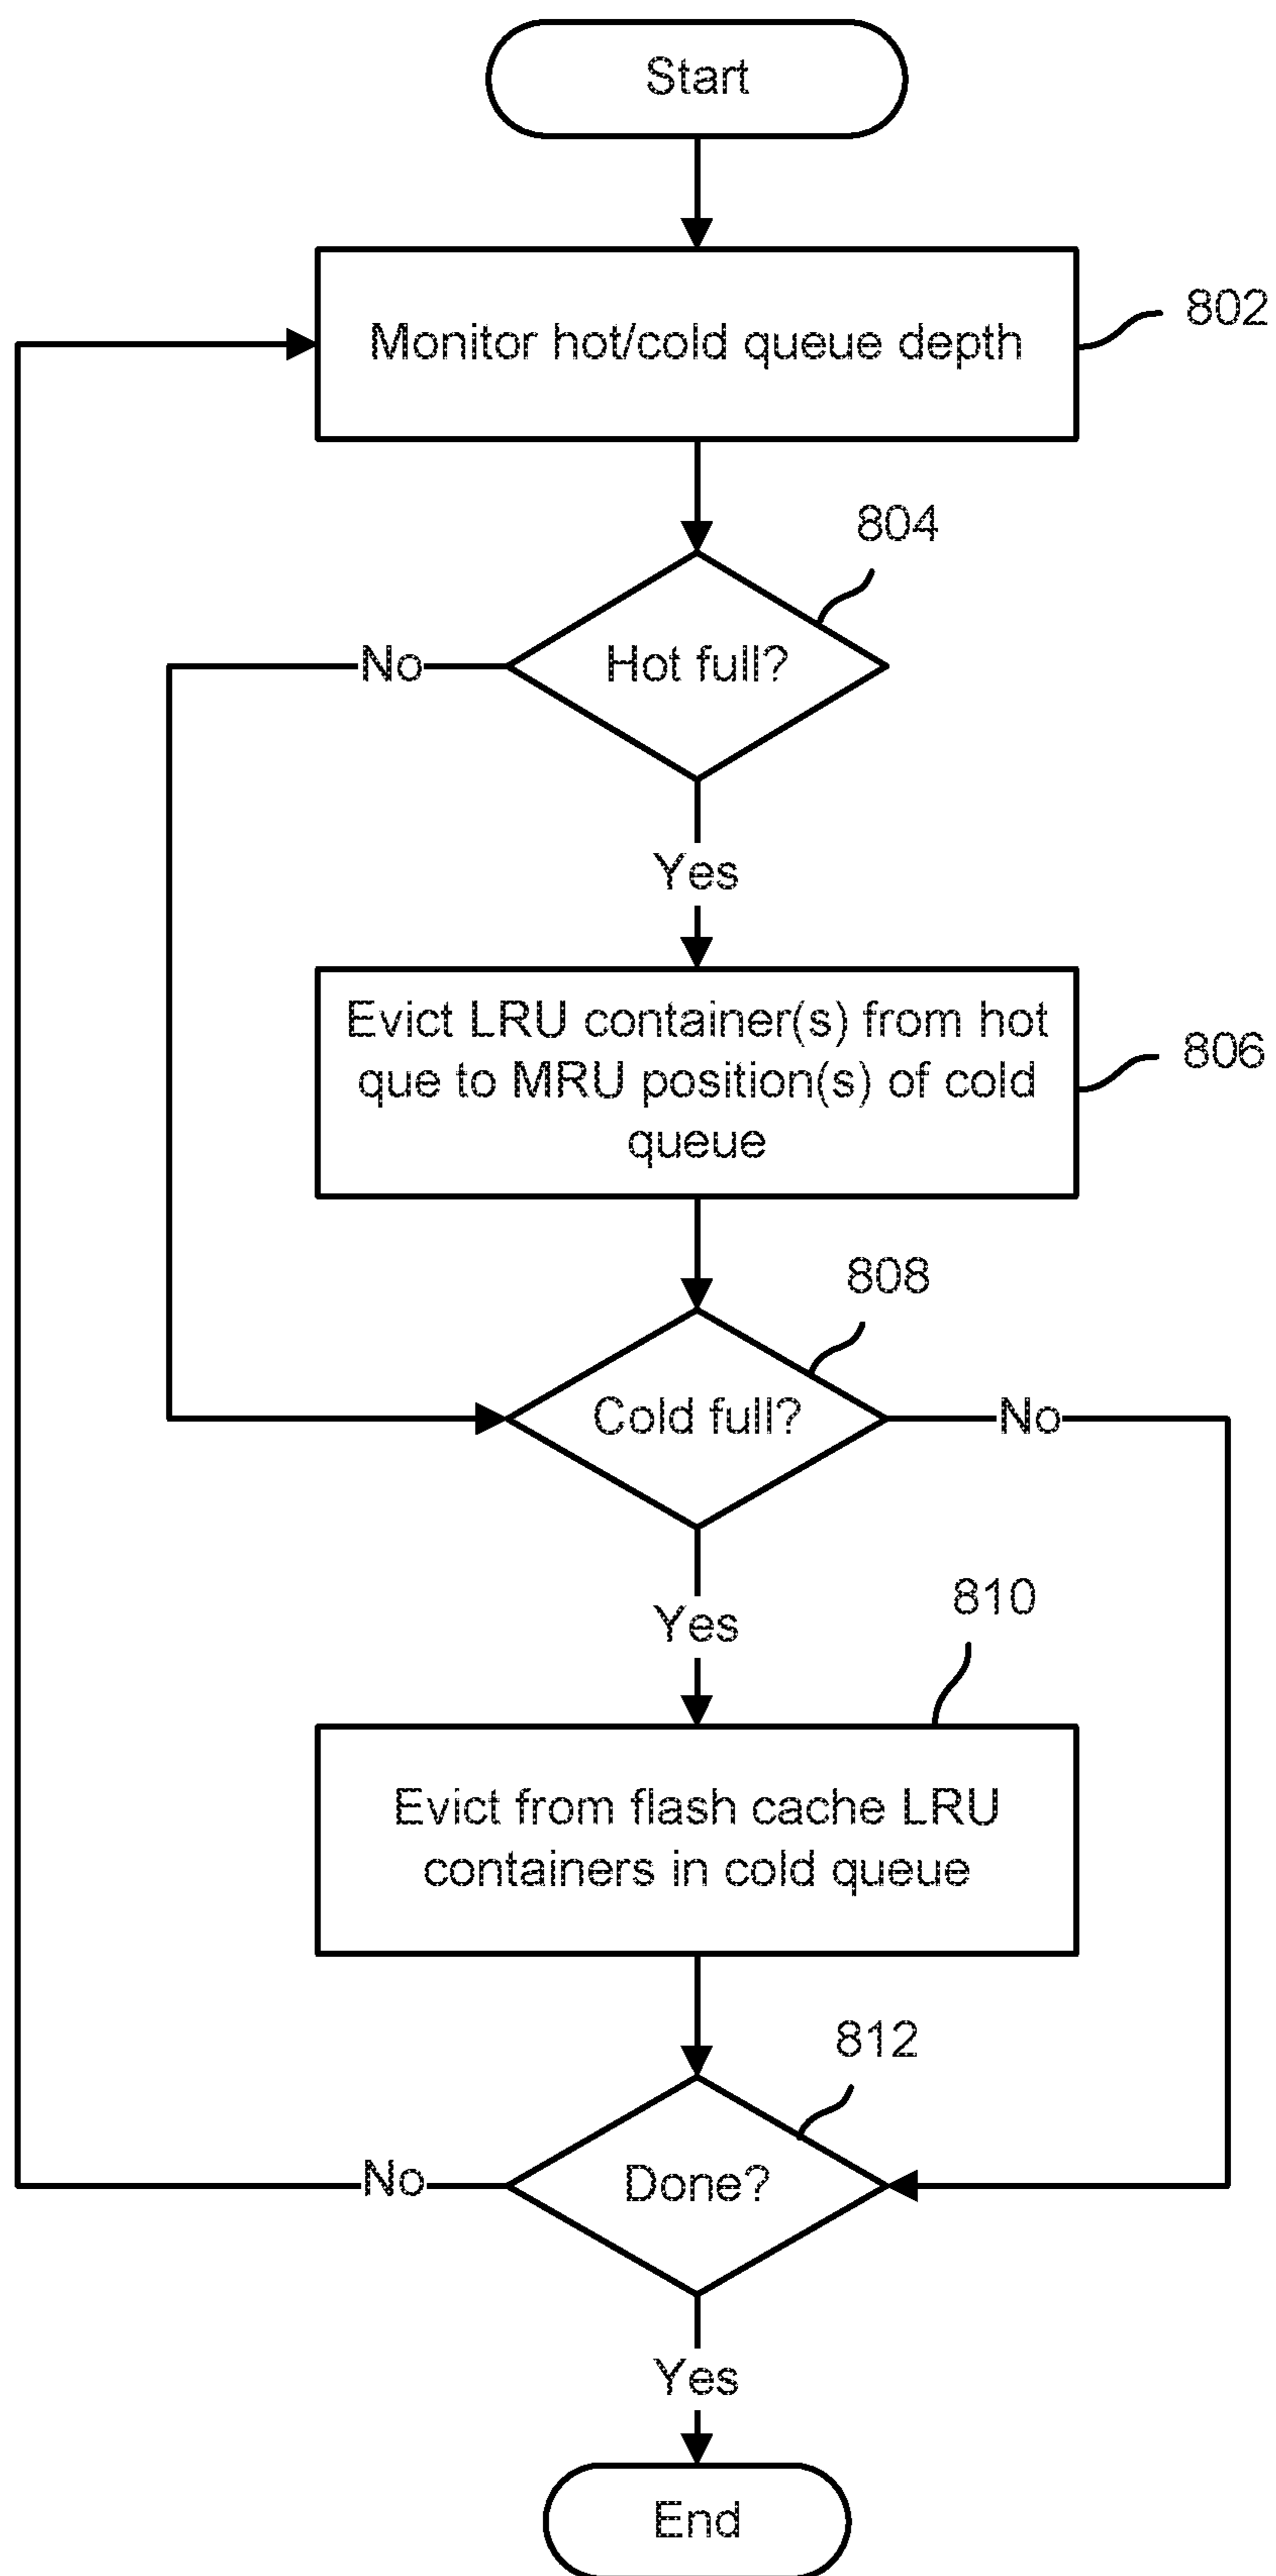 Start
Monitor hot/cold queue depth
802
804
Hot full?
No
Yes
Evict LRU container(s) from hot
que to MRU position(s) of cold
queue
806
808
Cold full?
No
Yes
810
Evict from flash cache LRU
containers in cold queue
812
Done?
No
Yes
End